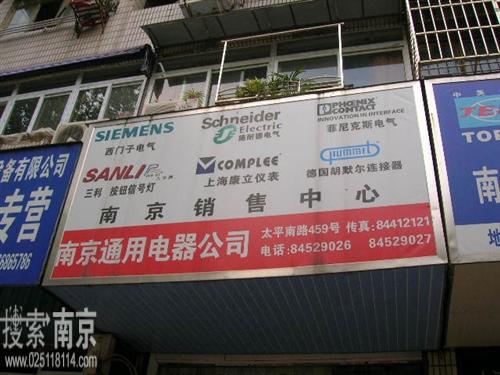 SIEMENS
西门子电气
Schneider
Electric
施耐德电气
PHOENIX
CONTACT
INNOVATION IN INTERFACE
菲尼克斯电气
SANLI
三利 按钮信号灯
COMPLEE
上海康立仪表
Hummel
德国胡默尔连接器
南京销售中心
南京通用电器公司
太平南路459号 传真:84412121
电话:84529026 84529027
备有限公司
专营
6865786
搜索南京
www.025118114.com